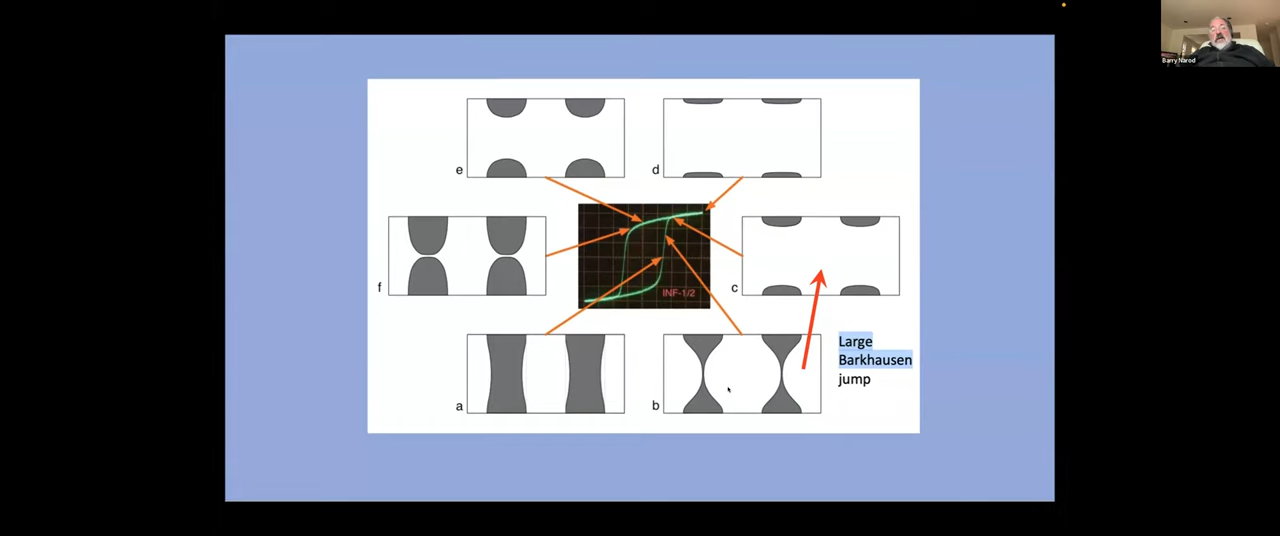 Barry Narod
e
d
f
INF-1/2
c
Large
Barkhausen
jump
a
b